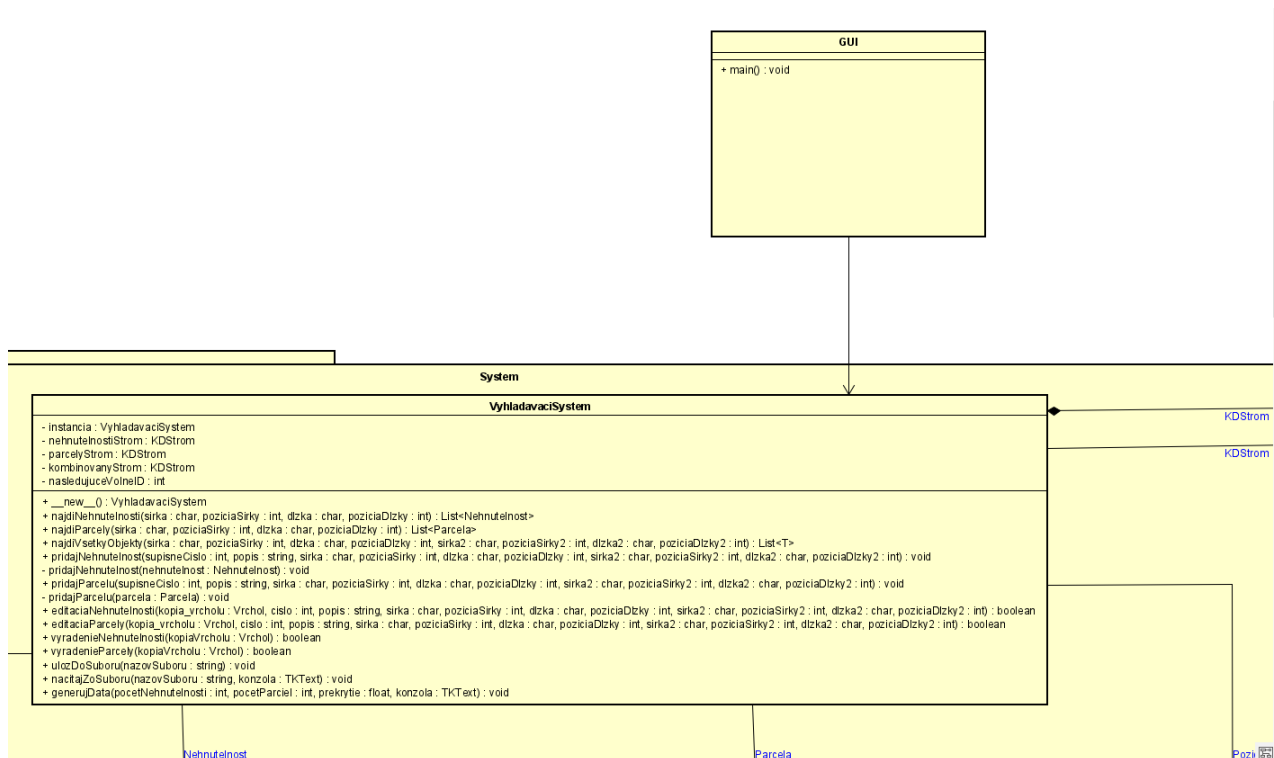 GUI
+ main() : void
System
VyhladavaciSystem
- instancia : VyhladavaciSystem
- nehnutelnostiStrom : KDStrom
- parcelyStrom : KDStrom
- kombinovanyStrom : KDStrom
- nasledujuceVolneID : int
+ __new__() : VyhladavaciSystem
+ najdiNehnutelnosti(sirka : char, poziciaSirky : int, dlzka : char, poziciaDlzky : int) : List<Nehnutelnost>
+ najdiParcely(sirka : char, poziciaSirky : int, dlzka : char, poziciaDlzky : int) : List<Parcela>
+ najdiVsetkyObjekty(sirka : char, poziciaSirky : int, dlzka : char, poziciaDlzky : int, sirka2 : char, poziciaSirky2 : int, dlzka2 : char, poziciaDlzky2 : int) : List<T>
+ pridajNehnutelnost(supisneCislo : int, popis : string, sirka : char, poziciaSirky : int, dlzka : char, poziciaDlzky : int, sirka2 : char, poziciaSirky2 : int, dlzka2 : char, poziciaDlzky2 : int) : void
- pridajNehnutelnost(nehnutelnost : Nehnutelnost) : void
+ pridajParcelu(supisneCislo : int, popis : string, sirka : char, poziciaSirky : int, dlzka : char, poziciaDlzky : int, sirka2 : char, poziciaSirky2 : int, dlzka2 : char, poziciaDlzky2 : int) : void
- pridajParcelu(parcela : Parcela) : void
+ editaciaNehnutelnosti(kopia_vrcholu : Vrchol, cislo : int, popis : string, sirka : char, poziciaSirky : int, dlzka : char, poziciaDlzky : int, sirka2 : char, poziciaSirky2 : int, dlzka2 : char, poziciaDlzky2 : int) : boolean
+ editaciaParcely(kopia_vrcholu : Vrchol, cislo : int, popis : string, sirka : char, poziciaSirky : int, dlzka : char, poziciaDlzky : int, sirka2 : char, poziciaSirky2 : int, dlzka2 : char, poziciaDlzky2 : int) : boolean
+ vyradenieNehnutelnosti(kopiaVrcholu : Vrchol) : boolean
+ vyradenieParcely(kopiaVrcholu : Vrchol) : boolean
+ ulozDoSuboru(nazovSuboru : string) : void
+ nacitajZoSuboru(nazovSuboru : string, konzola : TKText) : void
+ generujData(pocetNehnutelnosti : int, pocetParciel : int, prekrytie : float, konzola : TKText) : void
KDStrom
KDStrom
Nehnutelnost
Parcela